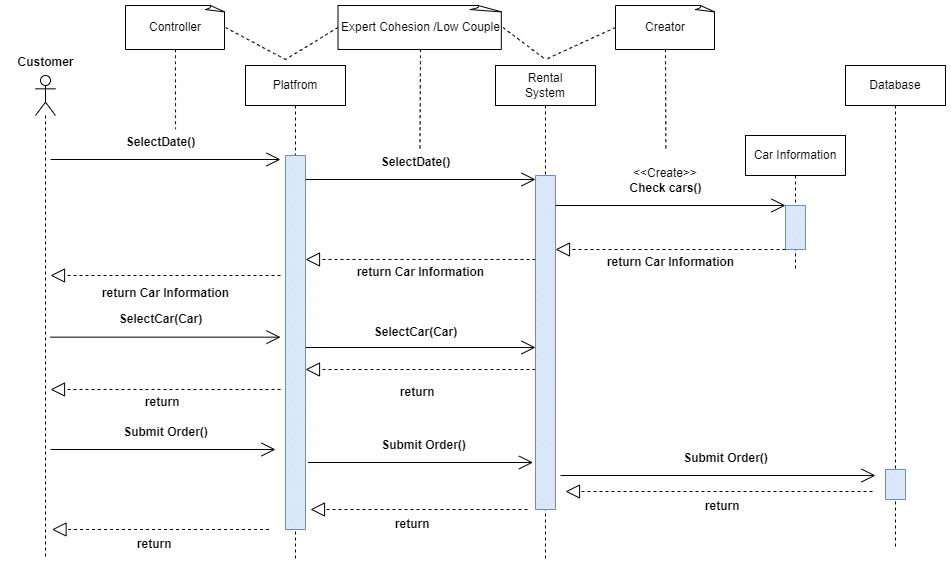 Controller
Expert Cohesion /Low Couple
Creator
Customer
Platfrom
Rental
System
Database
Car Information
SelectDate()
SelectDate()
<<Create>>
Check cars()
return Car Information
return Car Information
return Car Information
SelectCar(Car)
SelectCar(Car)
return
return
Submit Order()
Submit Order()
Submit Order()
return
return
return